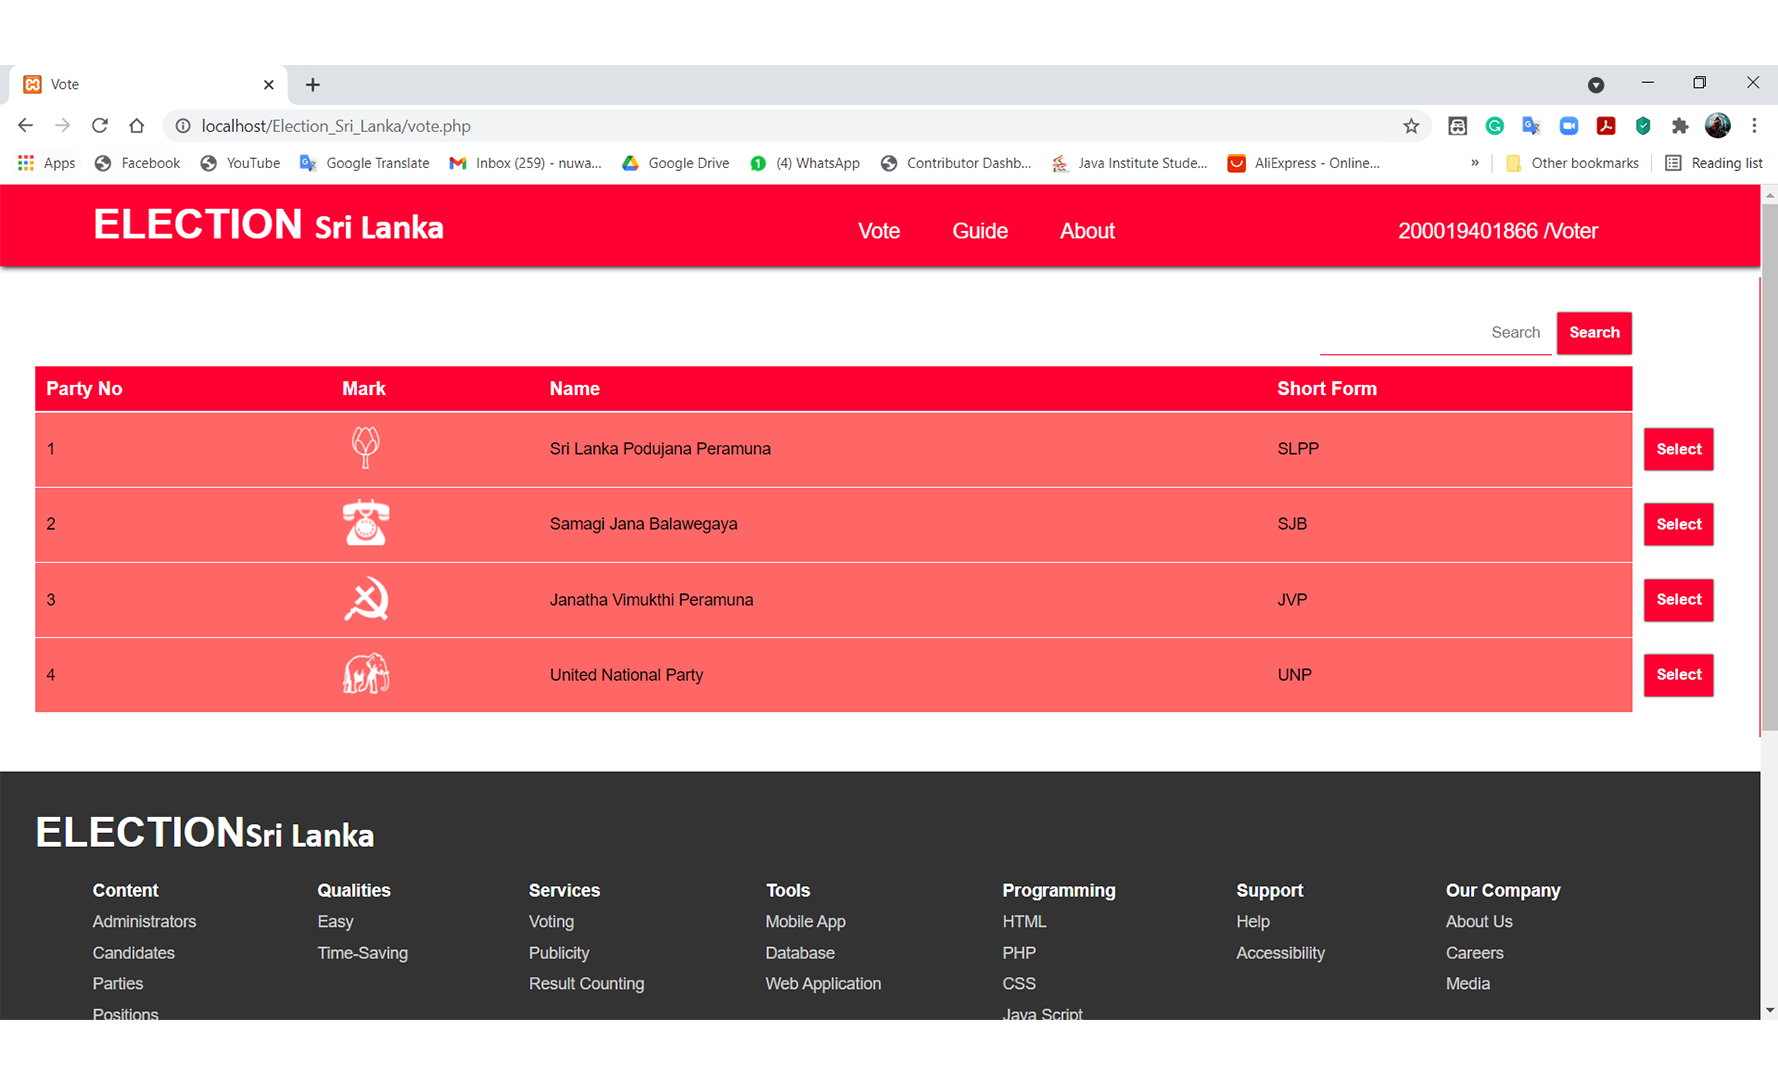 Vote
localhost/Election_Sri_Lanka/vote.php
Apps Facebook YouTube Google Translate Inbox (259) - nuwa... Google Drive (4) WhatsApp Contributor Dashb... Java Institute Stude... AliExpress - Online... » Other bookmarks Reading list
ELECTION Sri Lanka Vote Guide About 200019401866 /Voter
Search Search
Party No Mark Name Short Form
1 Sri Lanka Podujana Peramuna SLPP Select
2 Samagi Jana Balawegaya SJB Select
3 Janatha Vimukthi Peramuna JVP Select
4 United National Party UNP Select
ELECTIONSri Lanka
Content Qualities Services Tools Programming Support Our Company
Administrators Easy Voting Mobile App HTML Help About Us
Candidates Time-Saving Publicity Database PHP Accessibility Careers
Parties Result Counting Web Application CSS Media
Positions Java Script